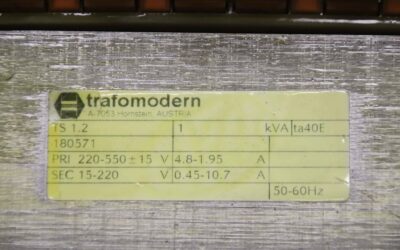 trafomodern
A-7053 Hornstein, AUSTRIA
TS 1.2 1 kVA ta40E
180571
PRI 220-550 ± 15 V 4.8-1.95 A
SEC 15-220 V 0.45-10.7 A
50-60Hz